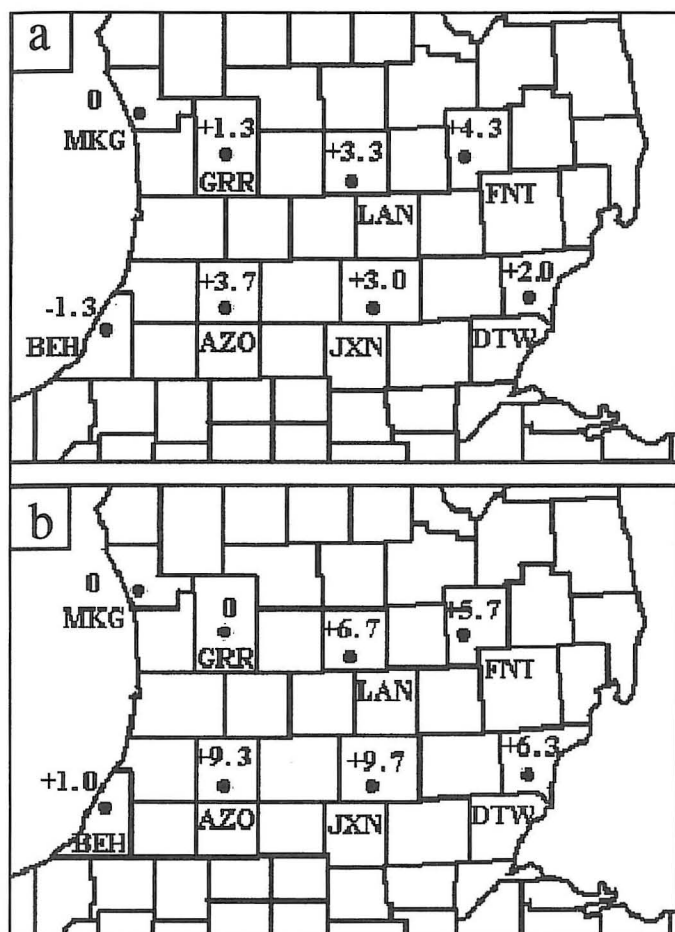 a
0
MKG
+1.3
GRR
+3.3
+4.3
FNT
LAN
+3.7
+3.0
+2.0
-1.3
BEH
AZO
JXN
DTW
b
0
MKG
0
GRR
+6.7
+5.7
FNT
LAN
+9.3
+9.7
+6.3
+1.0
BEH
AZO
JXN
DTW